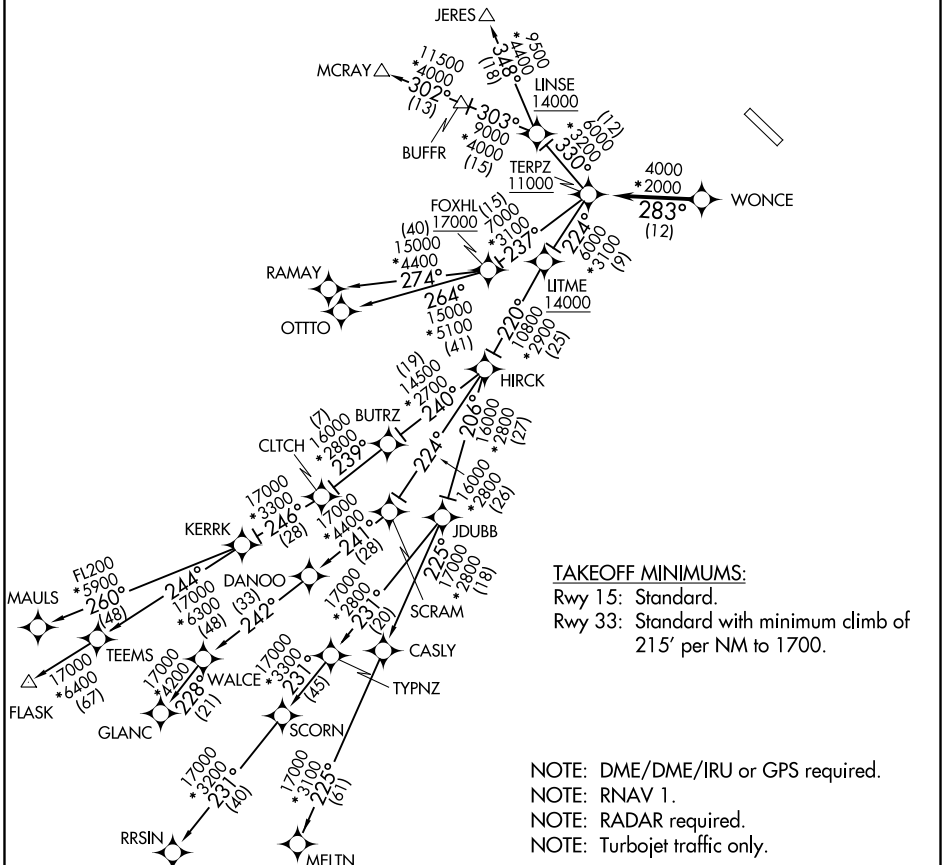 JERES
9500
*4400
348°
(18)
MCRAY
11500
*4000
302°
(13)
BUFFR
303°
9000
*4000
(15)
LINSE
14000
(12)
6000
*3200
330°
TERPZ
11000
4000
*2000
283°
(12)
WONCE
FOXHL
17000
(15)
7000
*3100
237°
224°
6000
*3100
(9)
LITME
14000
(40)
15000
*4400
274°
RAMAY
OTTTO
264°
15000
*5100
(41)
220°
10800
*2900
(25)
HIRCK
(19)
14500
*2700
240°
BUTRZ
206°
16000
*2800
(27)
224°
16000
*2800
(26)
(7)
16000
*2800
239°
CLTCH
17000
*3300
246°
(28)
KERRK
17000
*4400
241°
(28)
SCRAM
JDUBB
225°
17000
*2800
(18)
FL200
*5900
260°
(48)
MAULS
244°
17000
*6300
(48)
TEEMS
DANOO
(33)
242°
17000
*2800
231°
(20)
CASLY
TYPNZ
17000
*6400
(67)
FLASK
17000
*4200
228°
(21)
WALCE
GLANC
17000
*3300
231°
(45)
SCORN
17000
*3200
231°
(40)
RRSIN
17000
*3100
225°
(61)
MELTN
TAKEOFF MINIMUMS:
Rwy 15: Standard.
Rwy 33: Standard with minimum climb of
215' per NM to 1700.
NOTE: DME/DME/IRU or GPS required.
NOTE: RNAV 1.
NOTE: RADAR required.
NOTE: Turbojet traffic only.